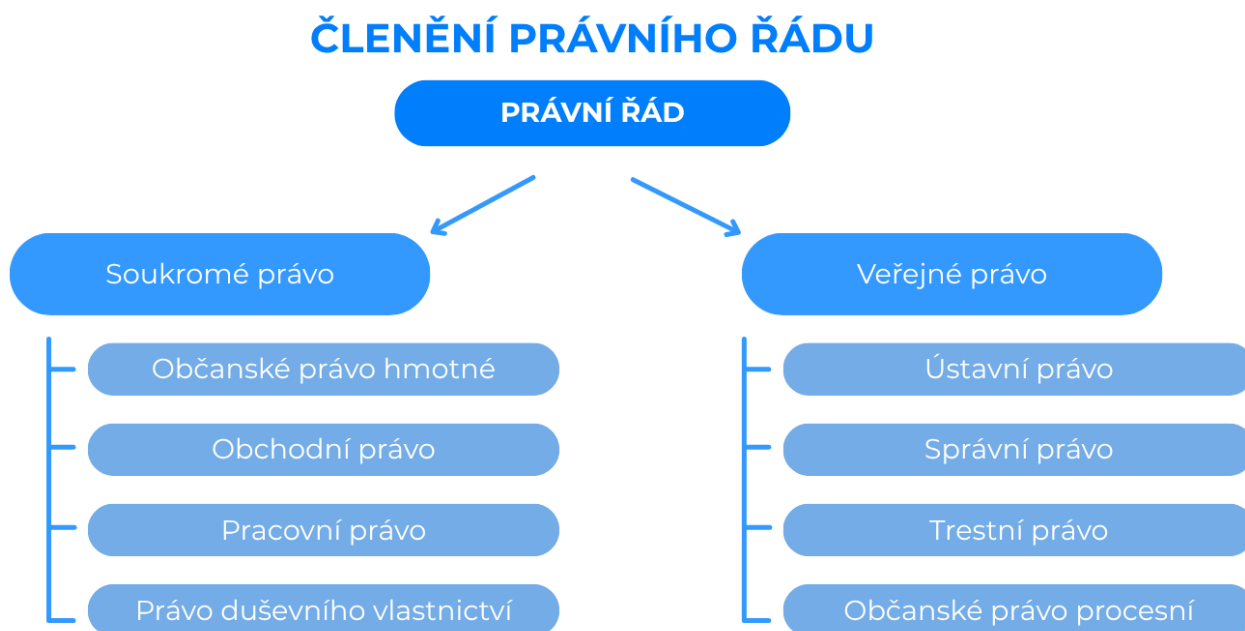 ČLENĚNÍ PRÁVNÍHO ŘÁDU
PRÁVNÍ ŘÁD
Soukromé právo
Veřejné právo
Občanské právo hmotné
Obchodní právo
Pracovní právo
Právo duševního vlastnictví
Ústavní právo
Správní právo
Trestní právo
Občanské právo procesní